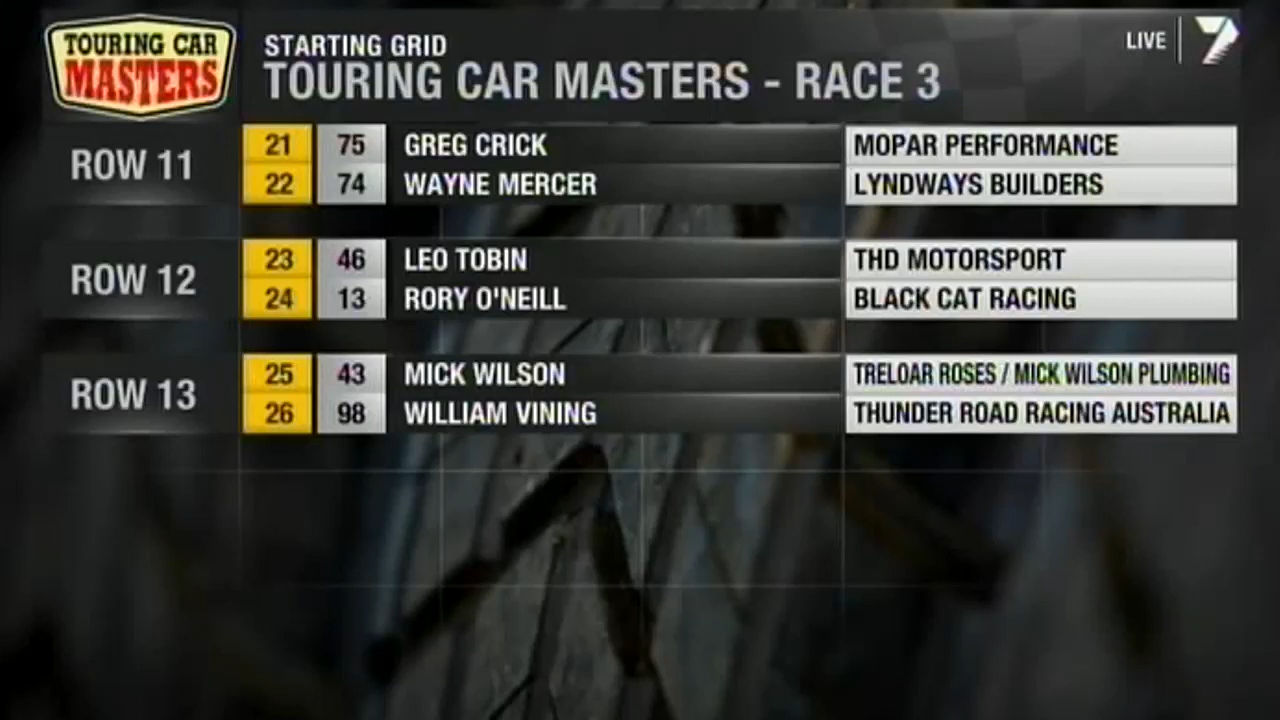 TOURING CAR
MASTERS
STARTING GRID
TOURING CAR MASTERS - RACE 3
LIVE 7
ROW 11
21 75 GREG CRICK MOPAR PERFORMANCE
22 74 WAYNE MERCER LYNDWAYS BUILDERS
ROW 12
23 46 LEO TOBIN THD MOTORSPORT
24 13 RORY O'NEILL BLACK CAT RACING
ROW 13
25 43 MICK WILSON TRELOAR ROSES / MICK WILSON PLUMBING
26 98 WILLIAM VINING THUNDER ROAD RACING AUSTRALIA